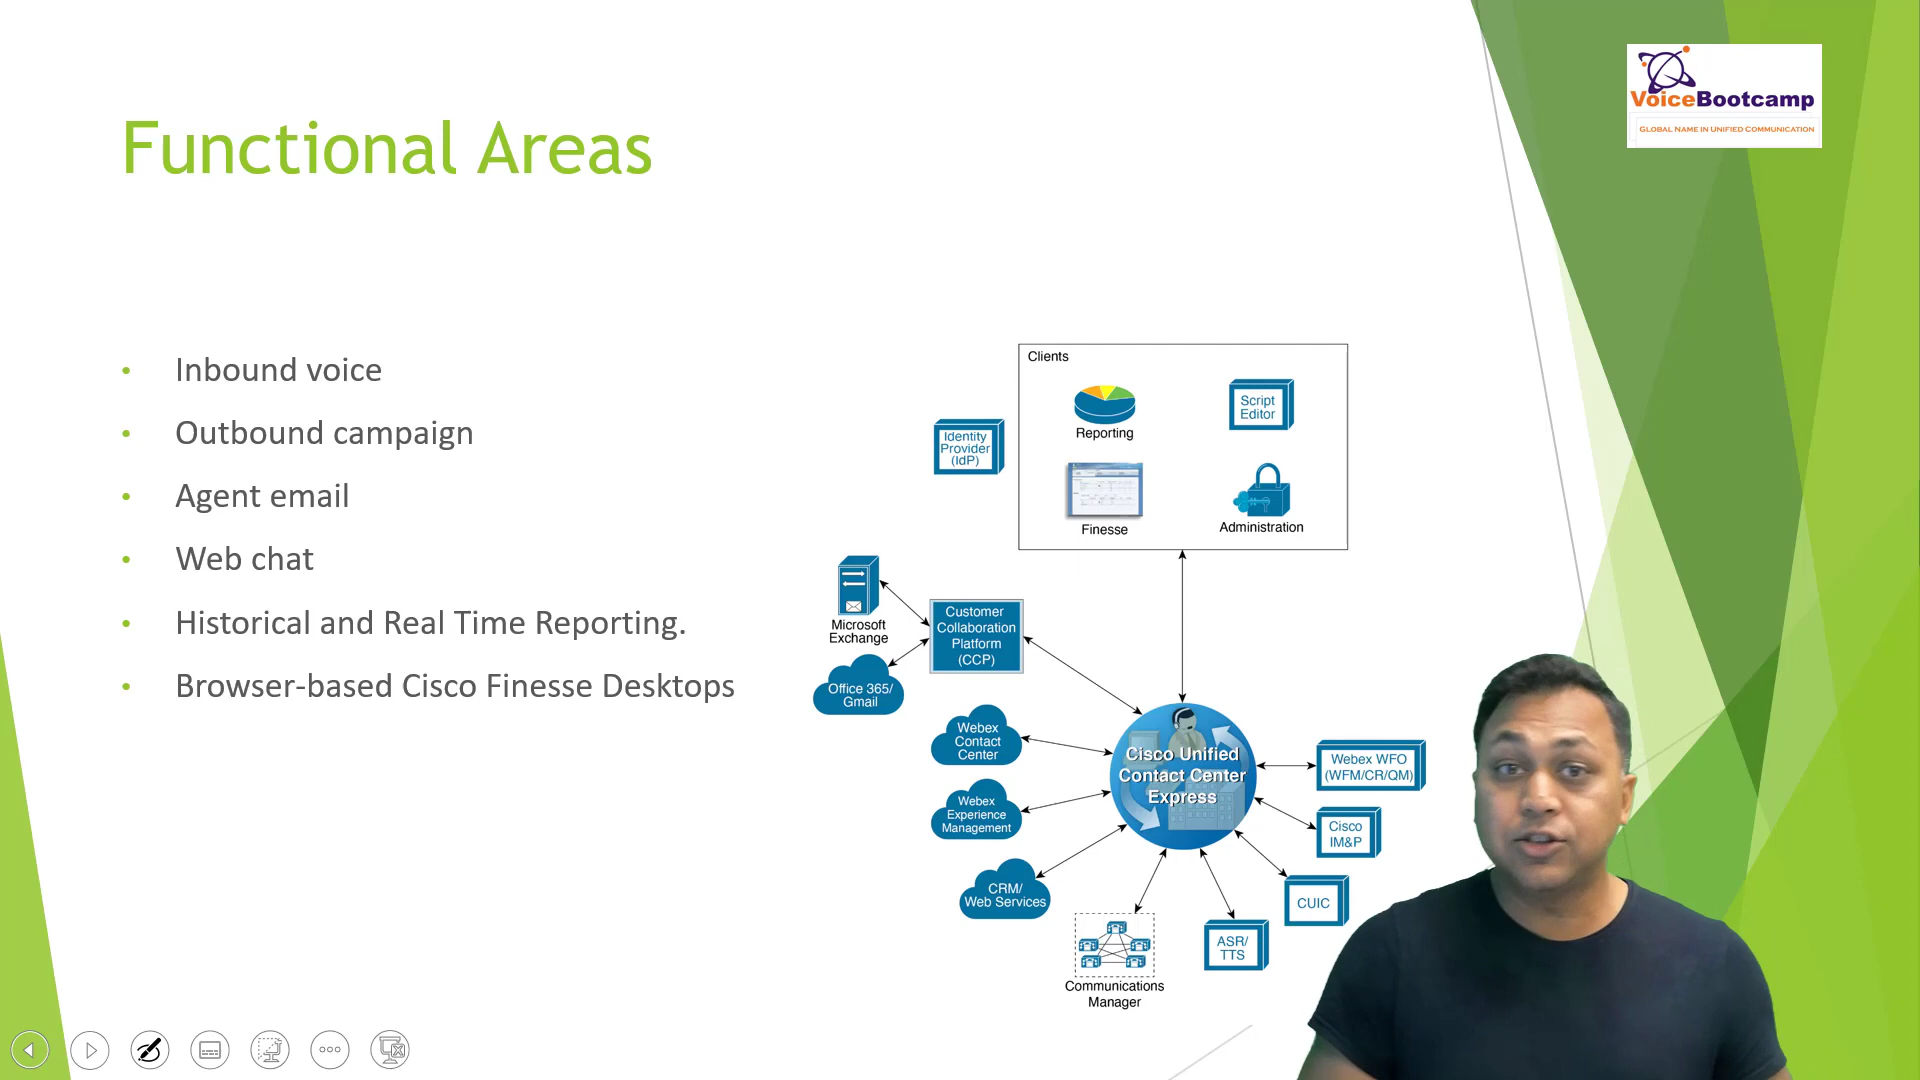 VoiceBootcamp
GLOBAL NAME IN UNIFIED COMMUNICATION
Functional Areas
• Inbound voice
• Outbound campaign
• Agent email
• Web chat
• Historical and Real Time Reporting.
• Browser-based Cisco Finesse Desktops
Clients
Reporting
Script
Editor
Identity
Provider
(IdP)
Finesse
Administration
Microsoft
Exchange
Customer
Collaboration
Platform
(CCP)
Office 365/
Gmail
Webex
Contact
Center
Cisco Unified
Contact Center
Express
Webex WFO
(WFM/CR/QM)
Webex
Experience
Management
Cisco
IM&P
CRM/
Web Services
CUIC
ASR/
TTS
Communications
Manager